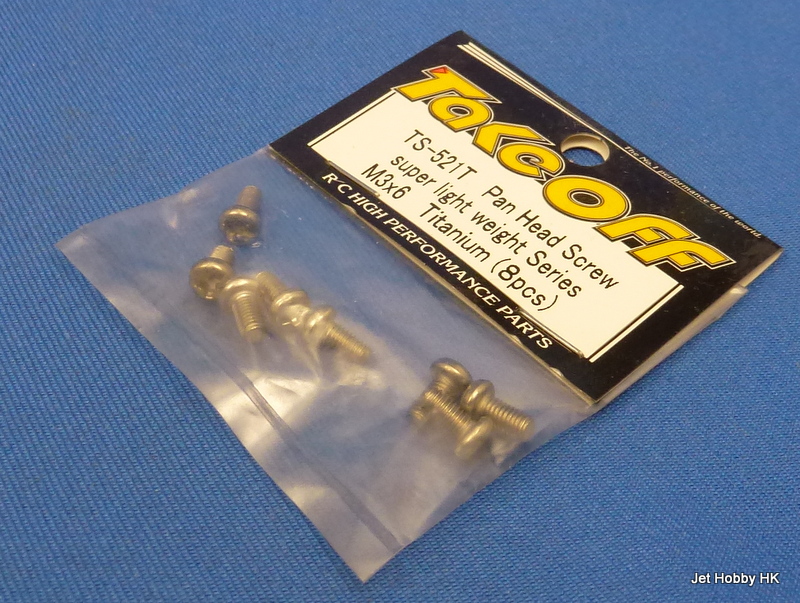 The No.1 performance of the world.
TakeOff
TS-521T Pan Head Screw
super light weight Series
M3x6 Titanium (8pcs)
R/C HIGH PERFORMANCE PARTS
Jet Hobby HK